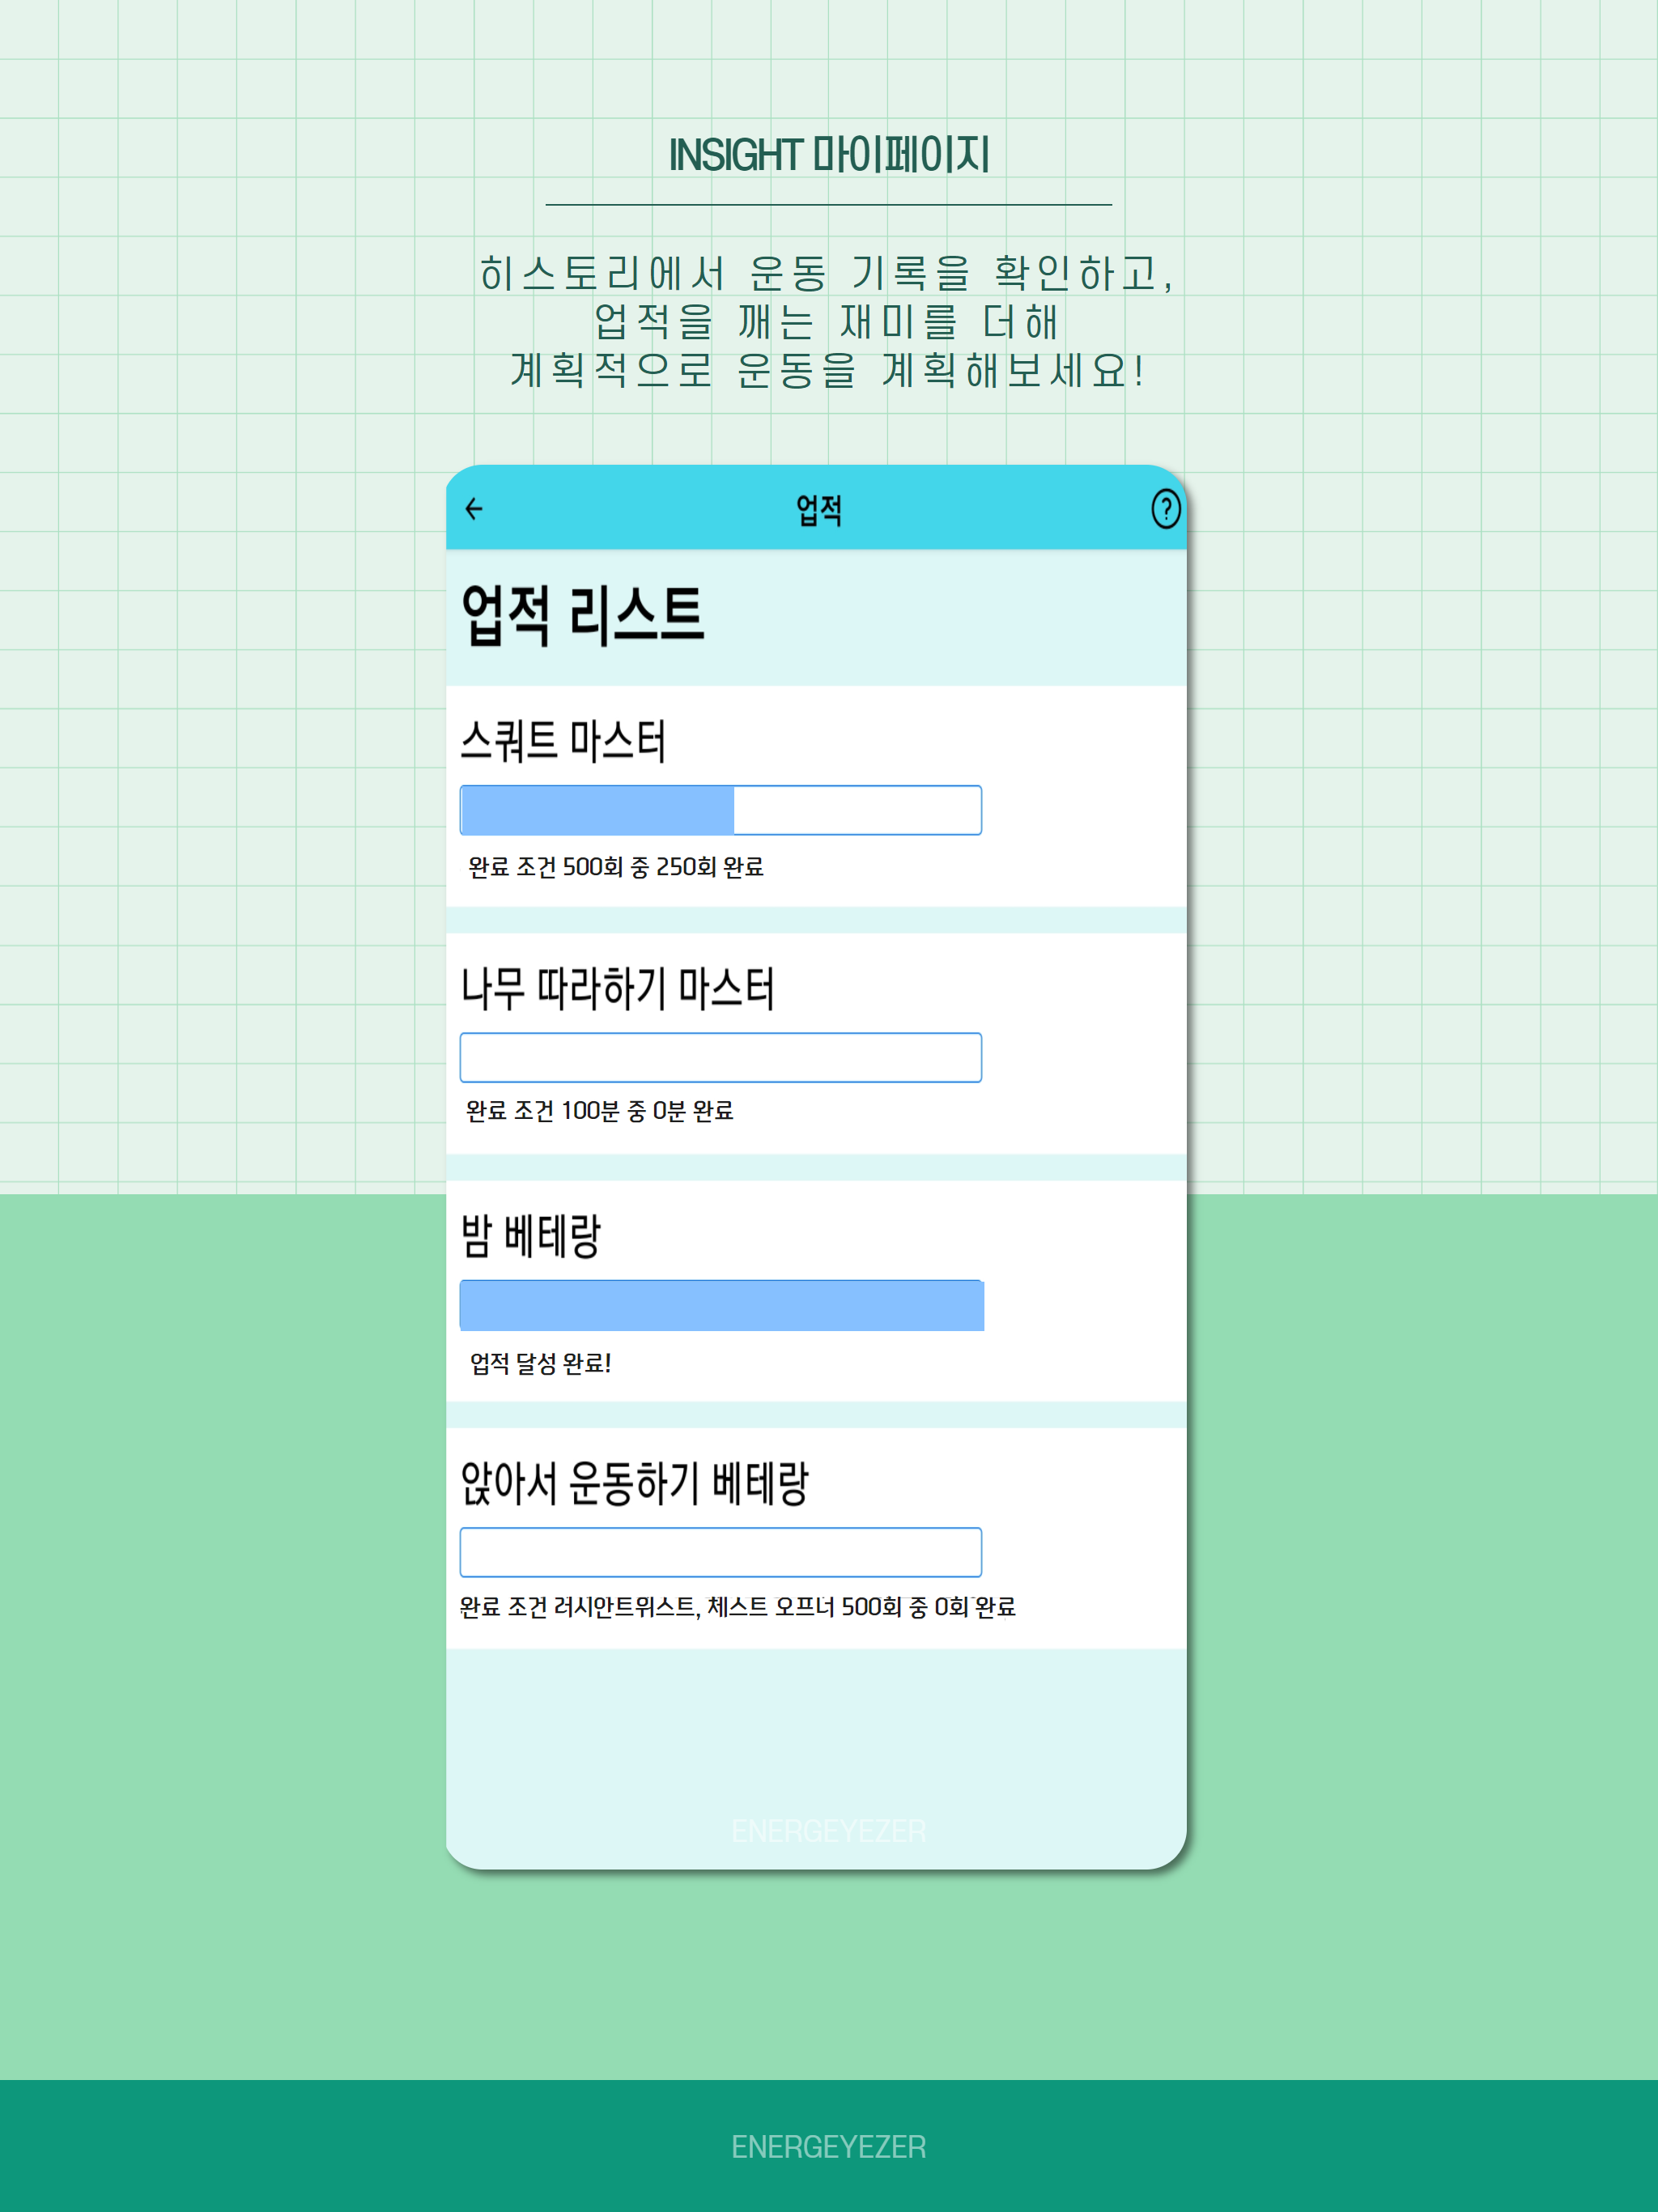 INSIGHT 마이페이지
히스토리에서 운동 기록을 확인하고,
업적을 깨는 재미를 더해
계획적으로 운동을 계획해보세요!
업적
?
업적 리스트
스쿼트 마스터
완료 조건 500회 중 250회 완료
나무 따라하기 마스터
완료 조건 100분 중 0분 완료
밤 베테랑
업적 달성 완료!
앉아서 운동하기 베테랑
완료 조건 러시안트위스트, 체스트 오프너 500회 중 0회 완료
ENERGEYEZER
ENERGEYEZER